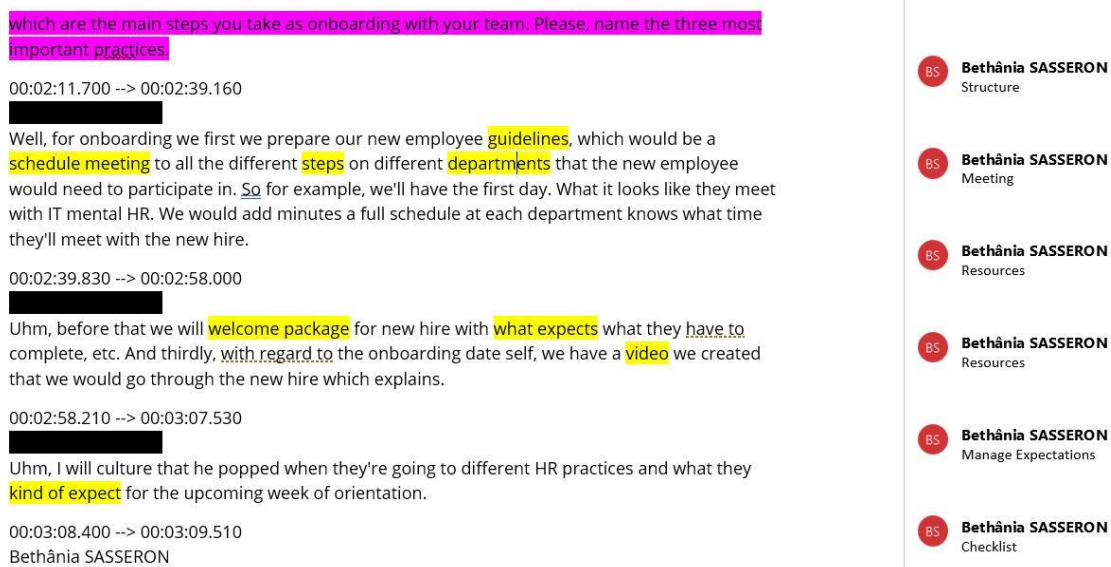 which are the main steps you take as onboarding with your team. Please, name the three most
important practices.
00:02:11.700 --> 00:02:39.160
Well, for onboarding we first we prepare our new employee guidelines, which would be a
schedule meeting to all the different steps on different departments that the new employee
would need to participate in. So for example, we'll have the first day. What it looks like they meet
with IT mental HR. We would add minutes a full schedule at each department knows what time
they'll meet with the new hire.
00:02:39.830 --> 00:02:58.000
Uhm, before that we will welcome package for new hire with what expects what they have to
complete, etc. And thirdly, with regard to the onboarding date self, we have a video we created
that we would go through the new hire which explains.
00:02:58.210 --> 00:03:07.530
Uhm, I will culture that he popped when they're going to different HR practices and what they
kind of expect for the upcoming week of orientation.
00:03:08.400 --> 00:03:09.510
Bethânia SASSERON
BS
Bethânia SASSERON
Structure
BS
Bethânia SASSERON
Meeting
BS
Bethânia SASSERON
Resources
BS
Bethânia SASSERON
Resources
BS
Bethânia SASSERON
Manage Expectations
BS
Bethânia SASSERON
Checklist